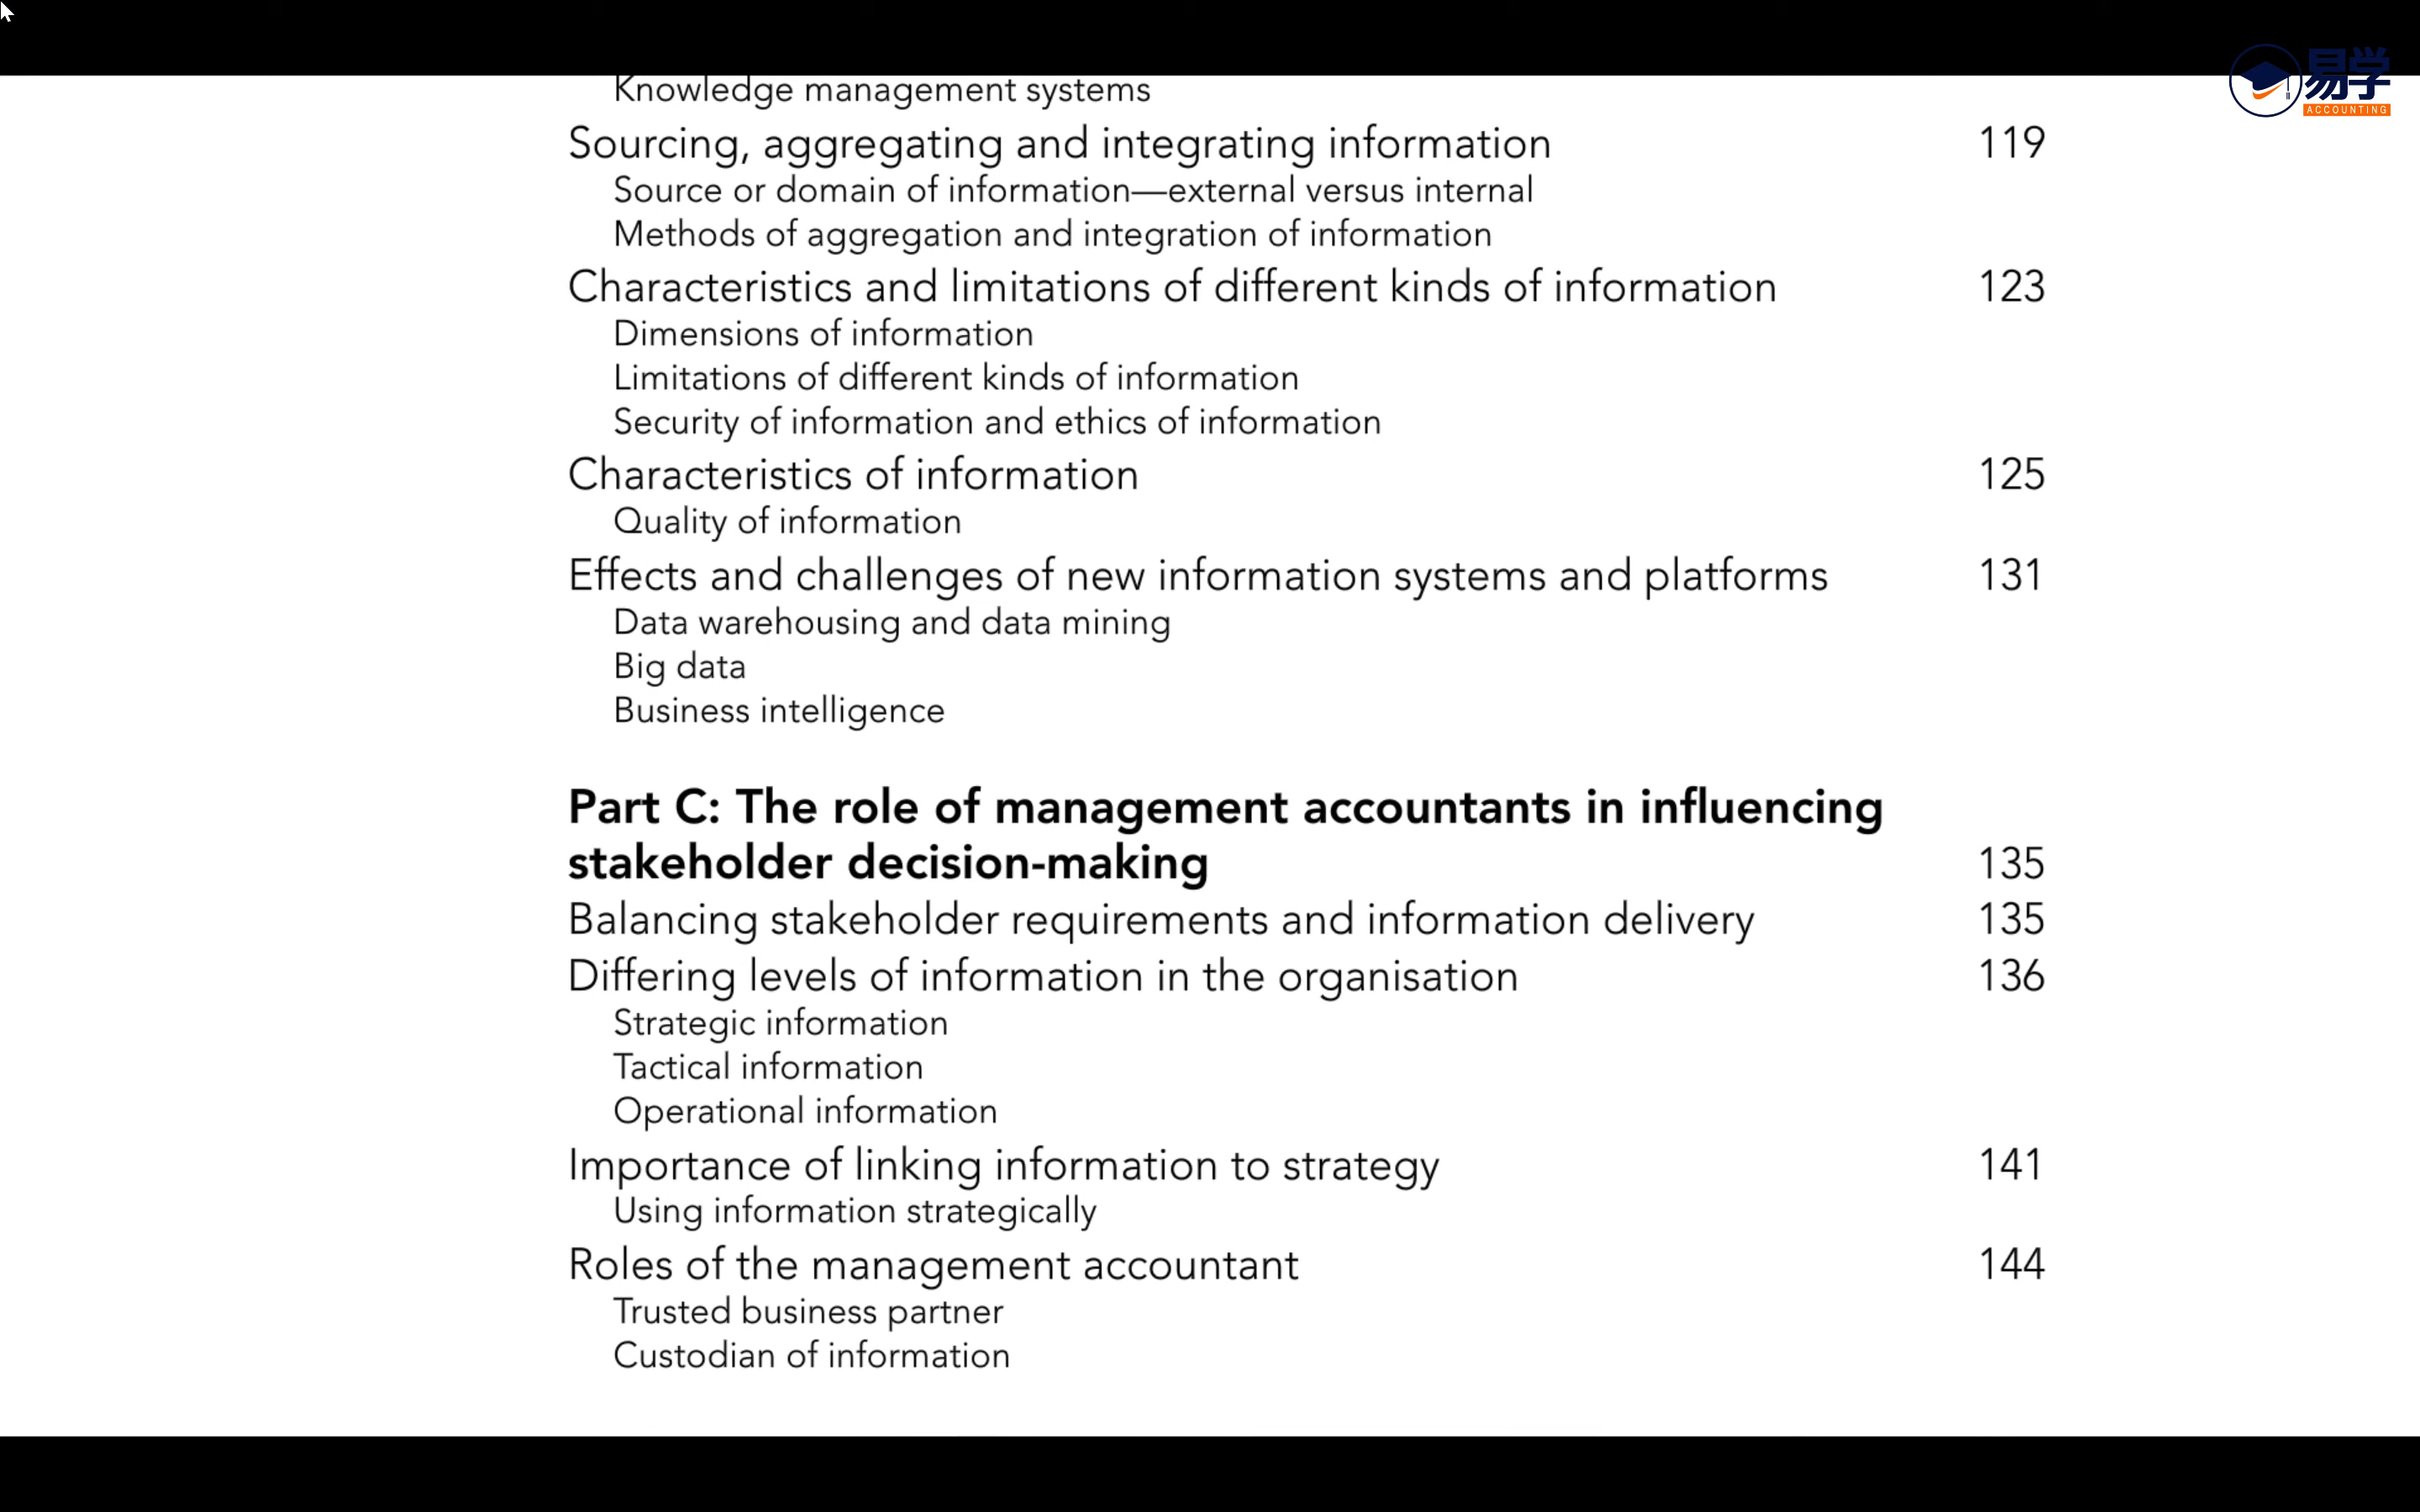 易学
ACCOUNTING
Knowledge management systems
Sourcing, aggregating and integrating information 119
Source or domain of information—external versus internal
Methods of aggregation and integration of information
Characteristics and limitations of different kinds of information 123
Dimensions of information
Limitations of different kinds of information
Security of information and ethics of information
Characteristics of information 125
Quality of information
Effects and challenges of new information systems and platforms 131
Data warehousing and data mining
Big data
Business intelligence
Part C: The role of management accountants in influencing
stakeholder decision-making 135
Balancing stakeholder requirements and information delivery 135
Differing levels of information in the organisation 136
Strategic information
Tactical information
Operational information
Importance of linking information to strategy 141
Using information strategically
Roles of the management accountant 144
Trusted business partner
Custodian of information